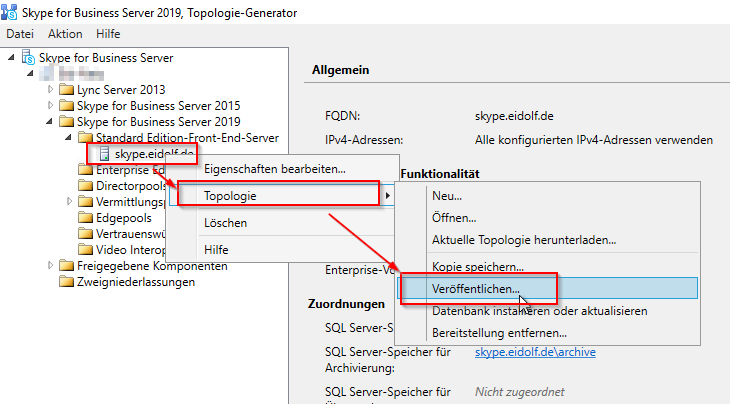 Skype for Business Server 2019, Topologie-Generator
Datei Aktion Hilfe
Skype for Business Server
Lync Server 2013
Skype for Business Server 2015
Skype for Business Server 2019
Standard Edition-Front-End-Server
skype.eidolf.de
Enterprise Ed
Directorpools
Vermittlungsp
Edgepools
Vertrauenswü
Video Interop
Freigegebene Komponenten
Zweigniederlassungen
Eigenschaften bearbeiten...
Topologie
Löschen
Hilfe
Allgemein
FQDN: skype.eidolf.de
IPv4-Adressen: Alle konfigurierten IPv4-Adressen verwenden
Funktionalität
Neu...
Öffnen...
Aktuelle Topologie herunterladen...
Kopie speichern...
Veröffentlichen...
Datenbank installieren oder aktualisieren
Bereitstellung entfernen...
Enterprise-Vo
Zuordnungen
SQL Server-S
SQL Server-Speicher für skype.eidolf.de\archive
Archivierung:
SQL Server-Speicher für Nicht zugeordnet